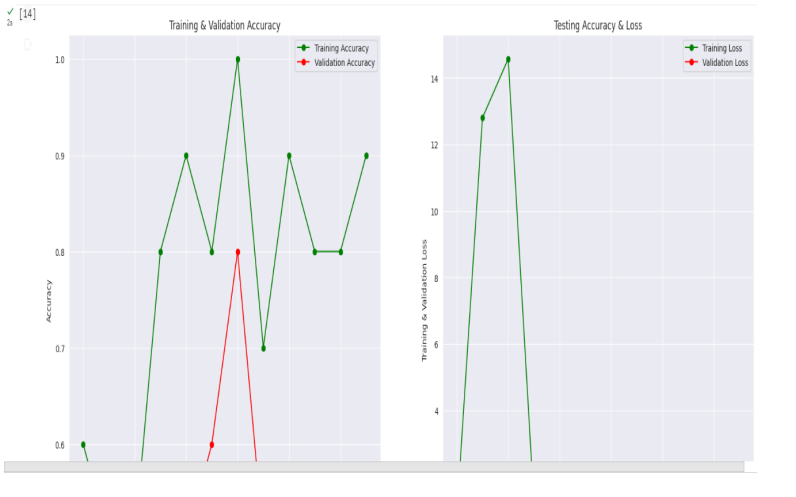 [14]
2s
Training & Validation Accuracy
Training Accuracy
Validation Accuracy
1.0
0.9
0.8
0.7
0.6
Accuracy
Testing Accuracy & Loss
Training Loss
Validation Loss
14
12
10
8
6
4
Training & Validation Loss